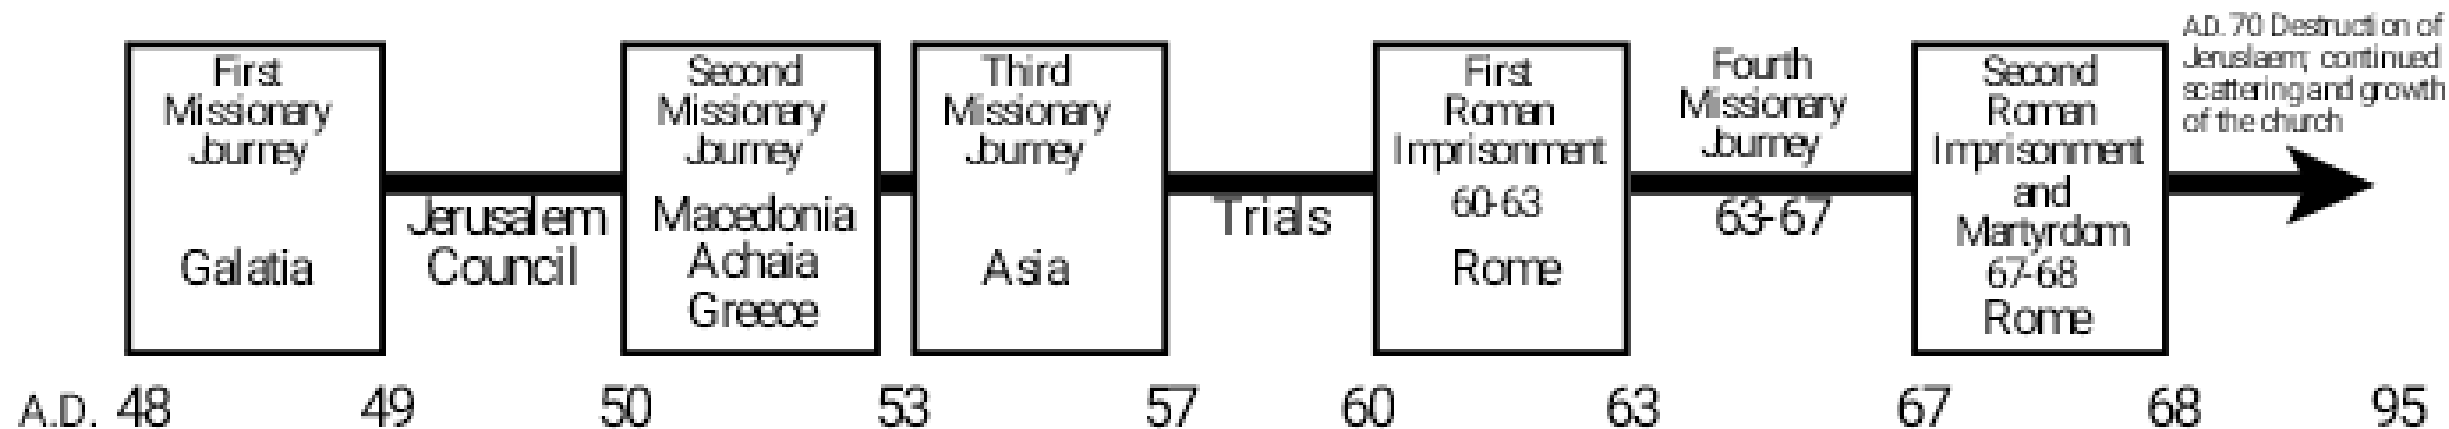 First
Missionary
Journey
Galatia
Jerusalem
Council
Second
Missionary
Journey
Macedonia
Achaia
Greece
Third
Missionary
Journey
Asia
Trials
First
Roman
Imprisonment
60-63
Rome
Fourth
Missionary
Journey
63-67
Second
Roman
Imprisonment
and
Martyrdom
67-68
Rome
A.D. 70 Destruction of
Jeruslaem; continued
scattering and growth
of the church
A.D. 48 49 50 53 57 60 63 67 68 95